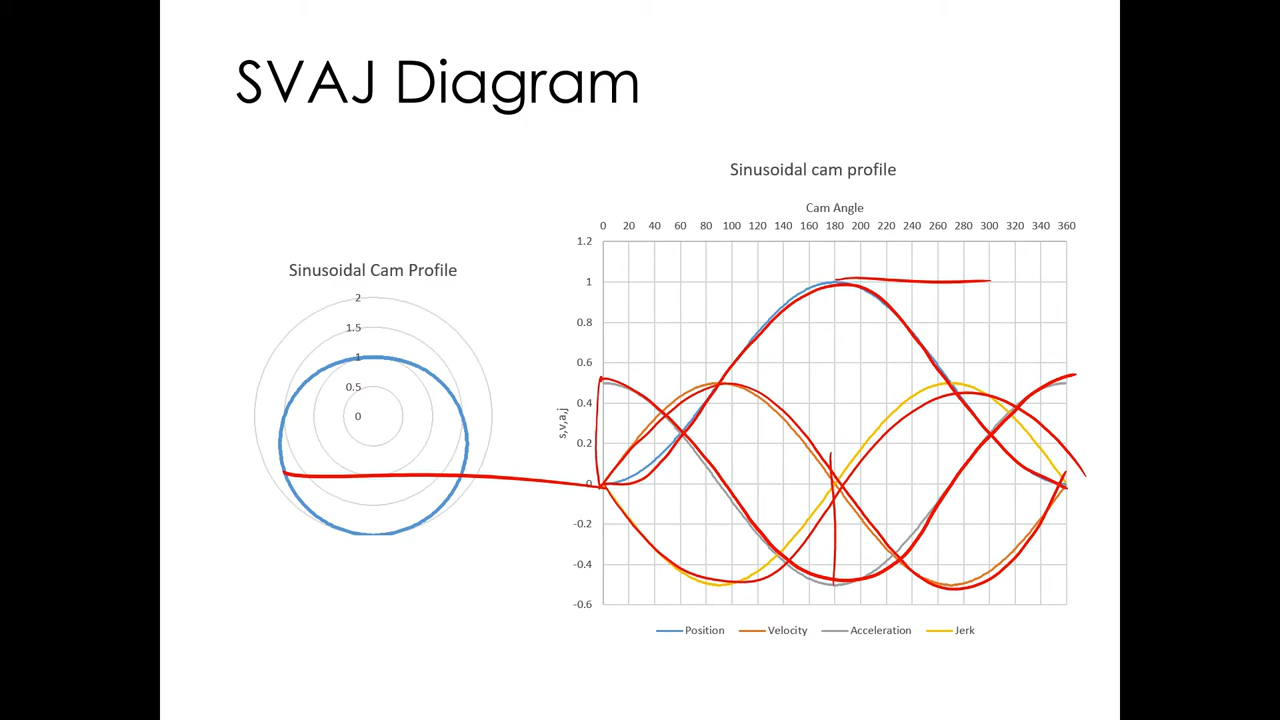 SVAJ Diagram
Sinusoidal Cam Profile
2
1.5
1
0.5
0
Sinusoidal cam profile
Cam Angle
0 20 40 60 80 100 120 140 160 180 200 220 240 260 280 300 320 340 360
1.2
1
0.8
0.6
0.4
0.2
0
-0.2
-0.4
-0.6
s,v,a,j
Position Velocity Acceleration Jerk